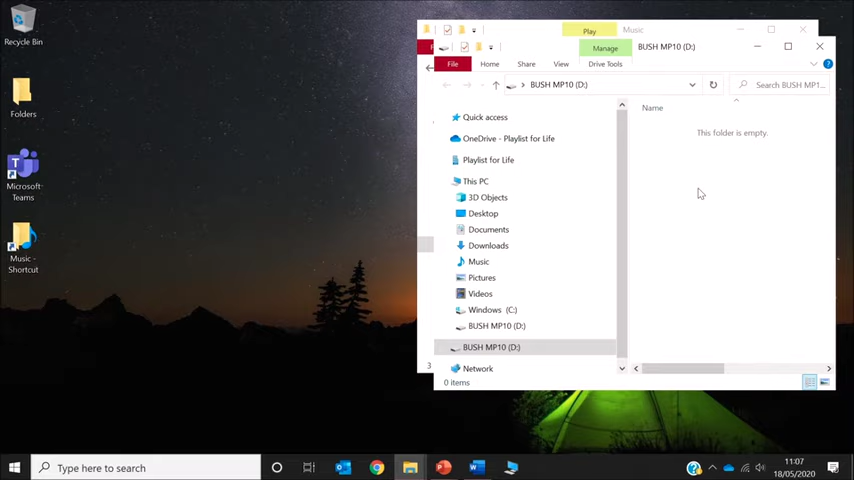 Recycle Bin
Folders
Microsoft
Teams
Music -
Shortcut
Play
Music
Manage
BUSH MP10 (D:)
File
Home
Share
View
Drive Tools
BUSH MP10 (D:)
Search BUSH MP1...
Quick access
OneDrive - Playlist for Life
Playlist for Life
This PC
3D Objects
Desktop
Documents
Downloads
Music
Pictures
Videos
Windows (C:)
BUSH MP10 (D:)
BUSH MP10 (D:)
Network
Name
This folder is empty.
3
0 items
Type here to search
11:07
18/05/2020